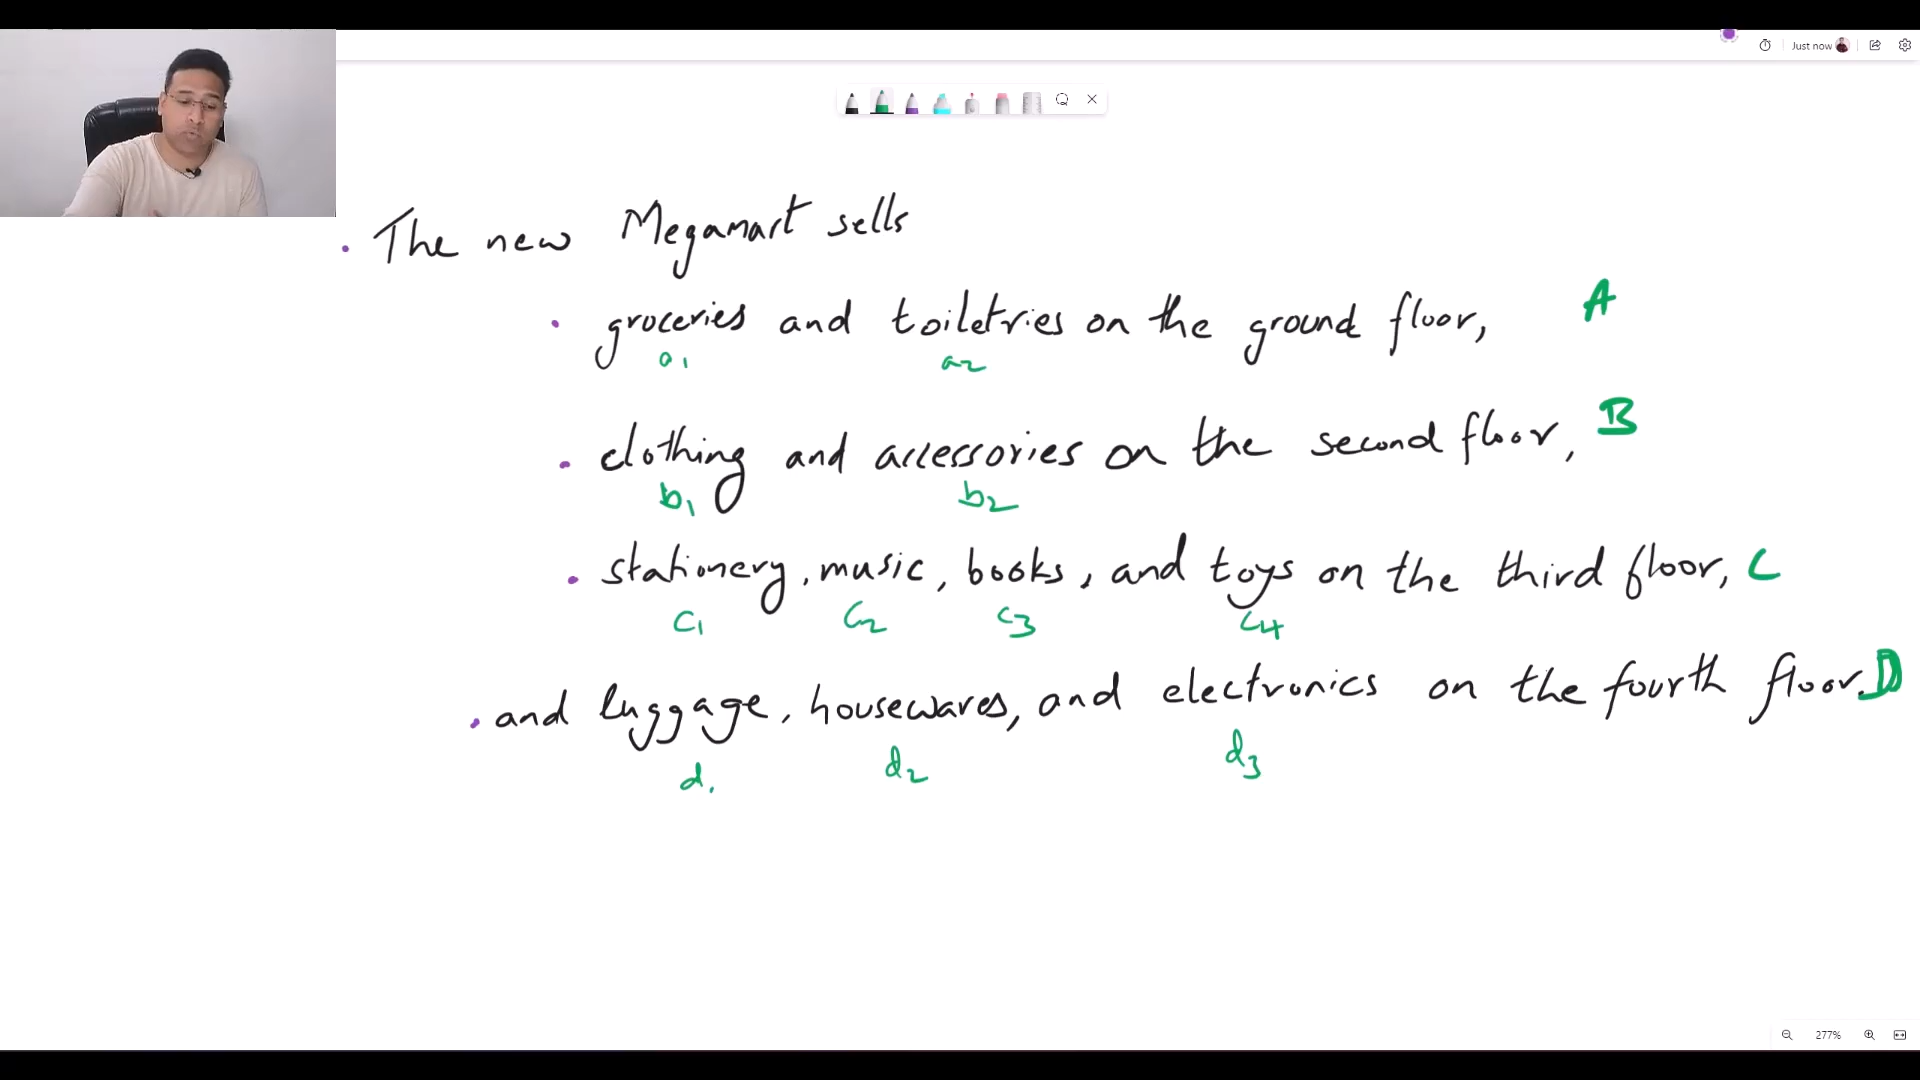 Just now
The new Megamart sells
groceries and toiletries on the ground floor, A
a1 a2
clothing and accessories on the second floor, B
b1 b2
stationery, music, books, and toys on the third floor, C
c1 c2 c3 c4
and luggage, housewares, and electronics on the fourth floor. D
d1 d2 d3
277%